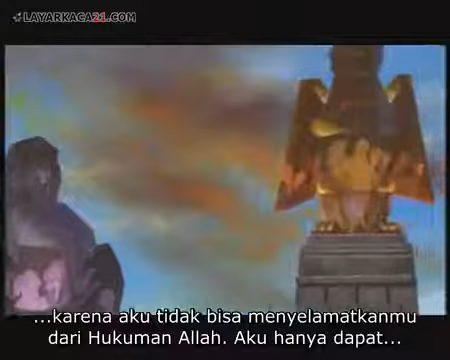 LAYARKACA21.COM
...karena aku tidak bisa menyelamatkanmu
dari Hukuman Allah. Aku hanya dapat...